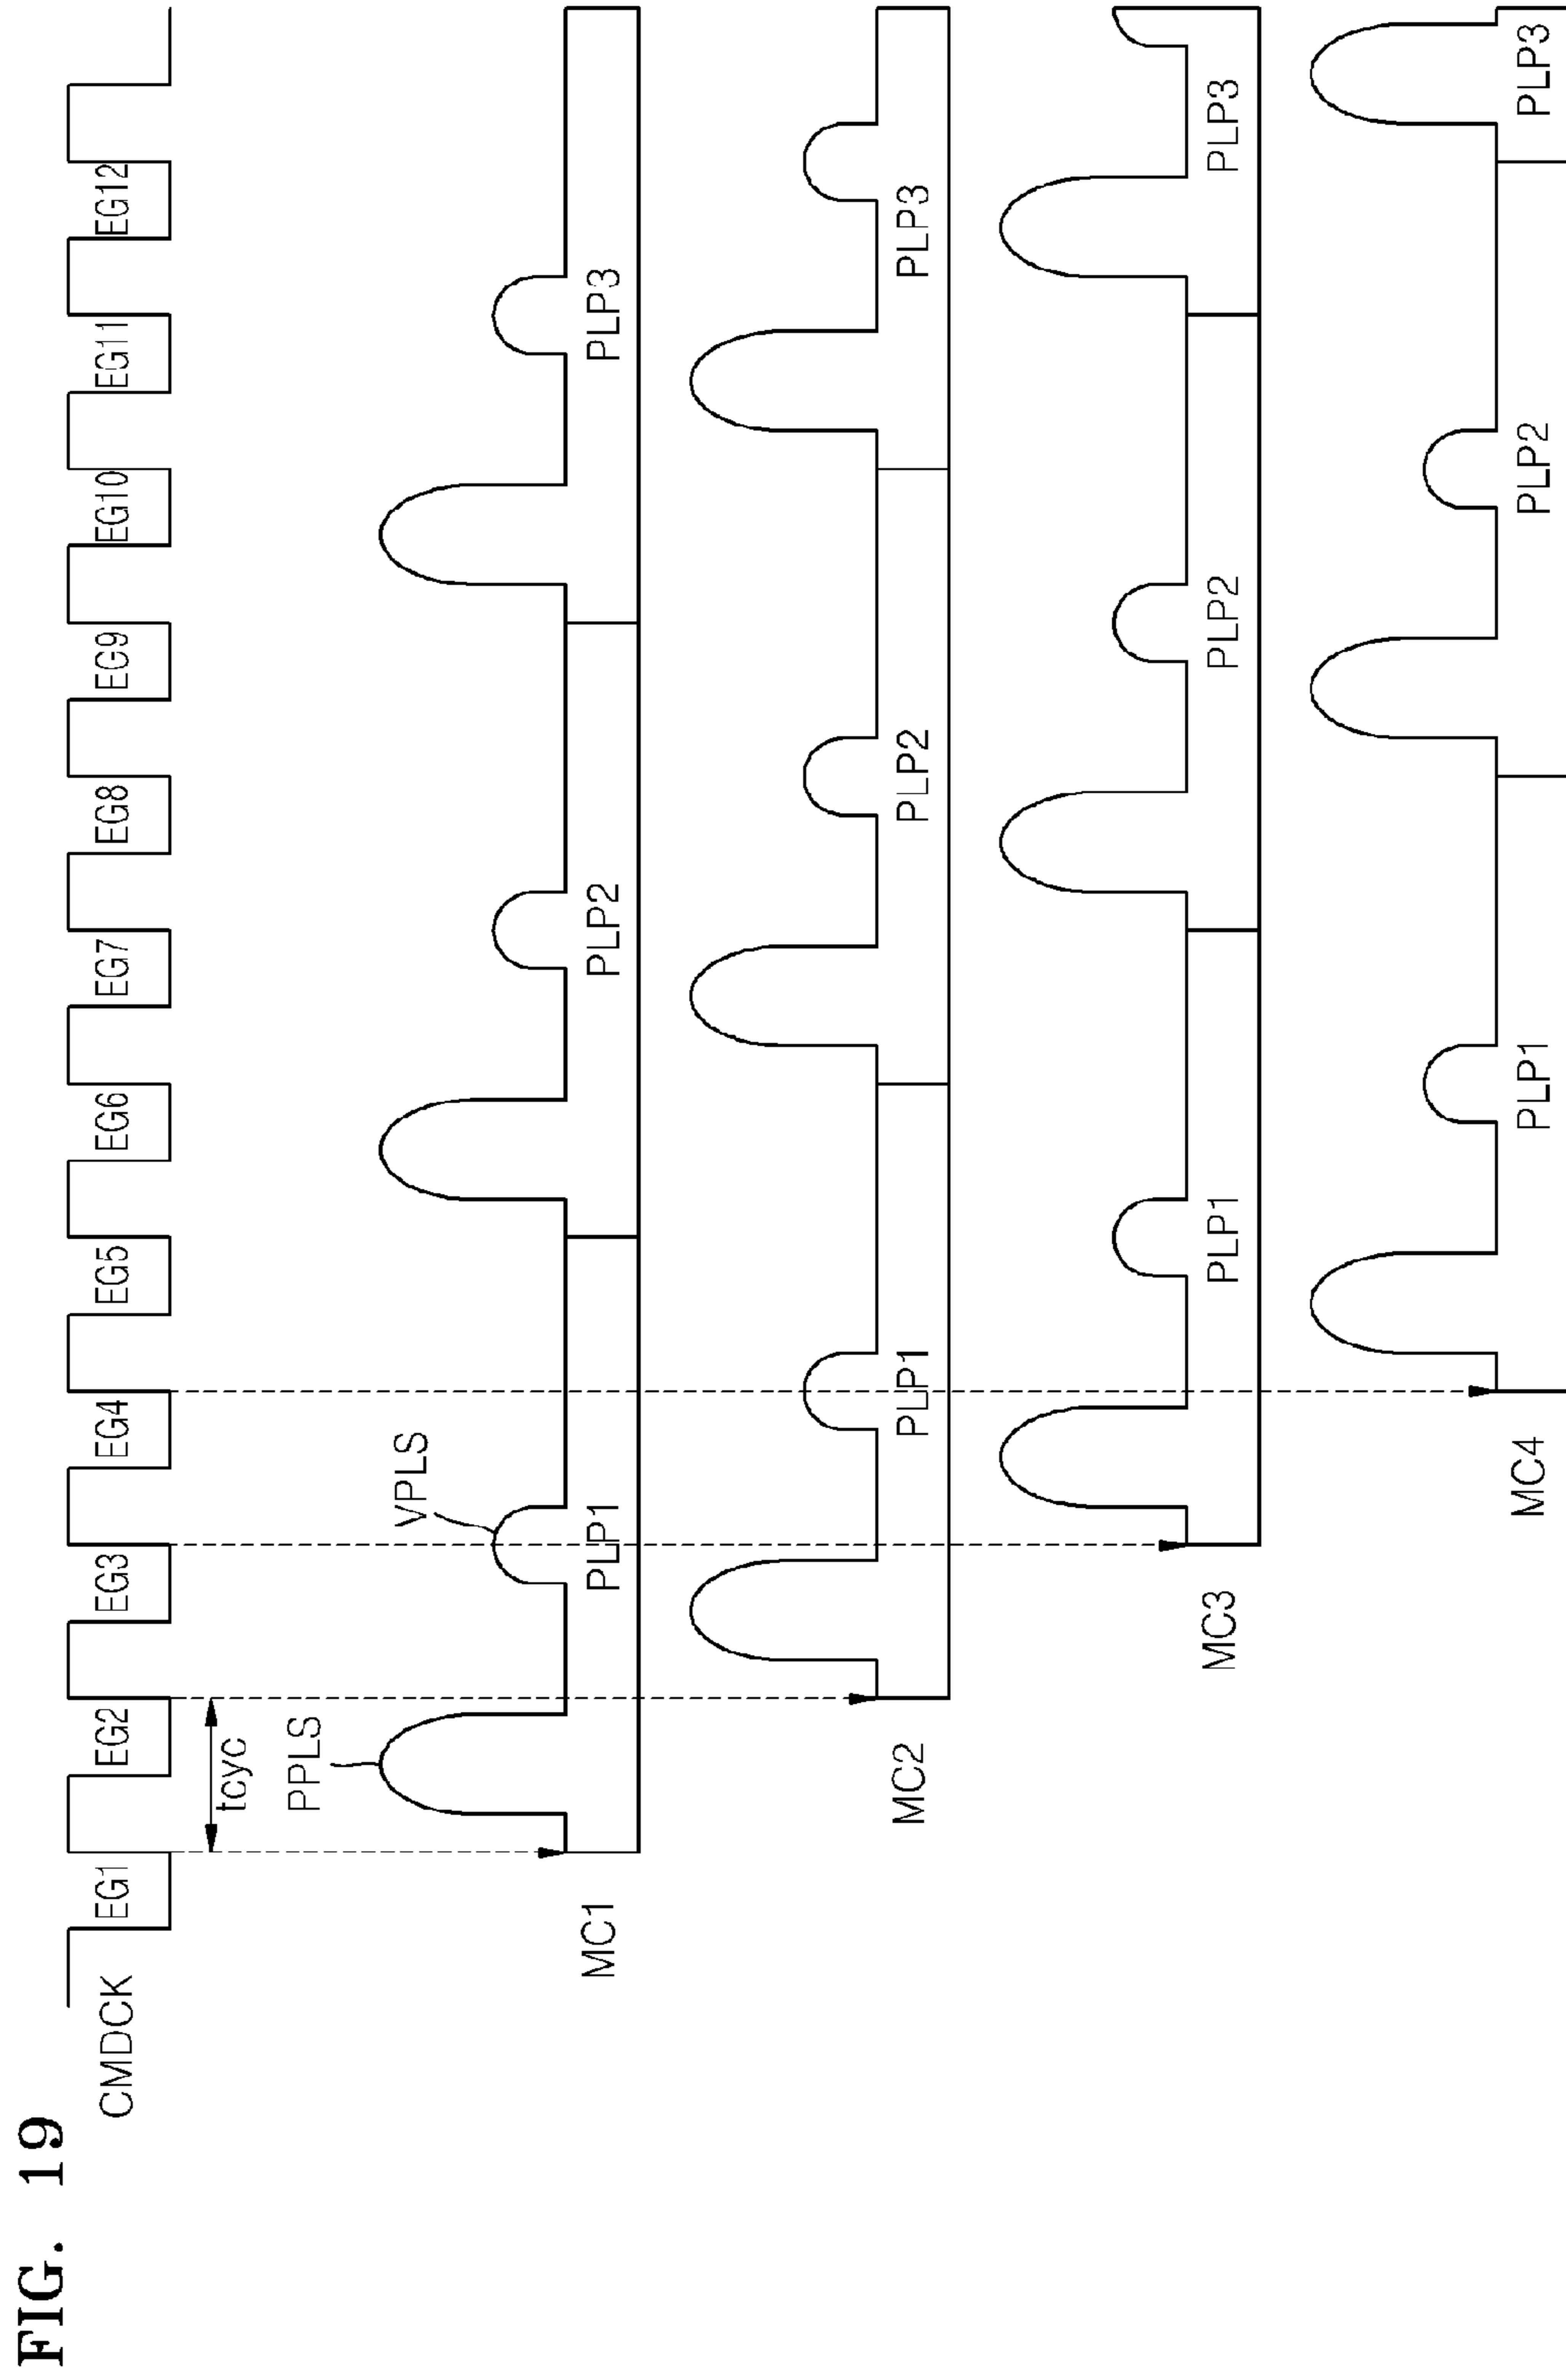 FIG. 19
CMDCK EG1 EG2 EG3 EG4 EG5 EG6 EG7 EG8 EG9 EG10 EG11 EG12
tcyc
PPLS
VPLS
MC1 PLP1 PLP2 PLP3
MC2 PLP1 PLP2 PLP3
MC3 PLP1 PLP2 PLP3
MC4 PLP1 PLP2 PLP3